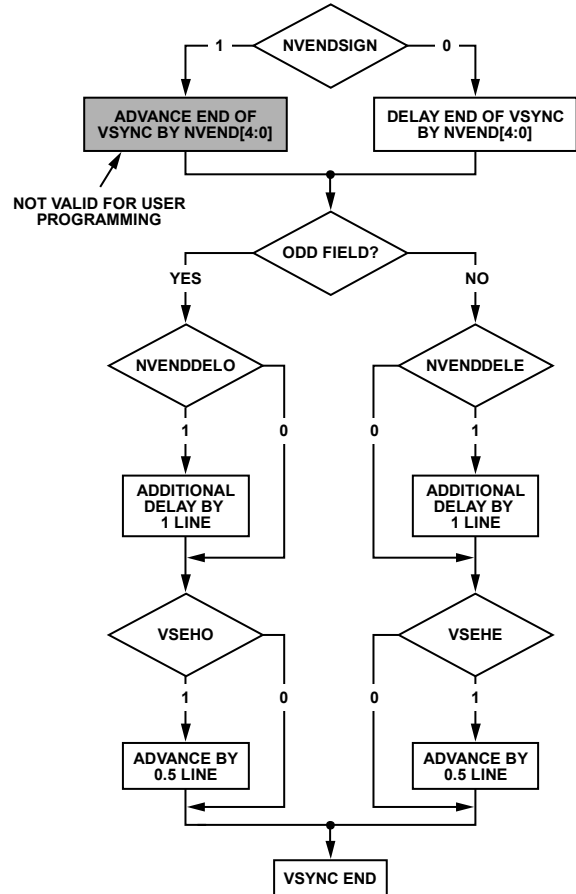 NVENDSIGN
1
0
ADVANCE END OF
VSYNC BY NVEND[4:0]
DELAY END OF VSYNC
BY NVEND[4:0]
NOT VALID FOR USER
PROGRAMMING
ODD FIELD?
YES
NO
NVENDDELO
NVENDDELE
1
0
0
1
ADDITIONAL
DELAY BY
1 LINE
ADDITIONAL
DELAY BY
1 LINE
VSEHO
VSEHE
1
0
0
1
ADVANCE BY
0.5 LINE
ADVANCE BY
0.5 LINE
VSYNC END